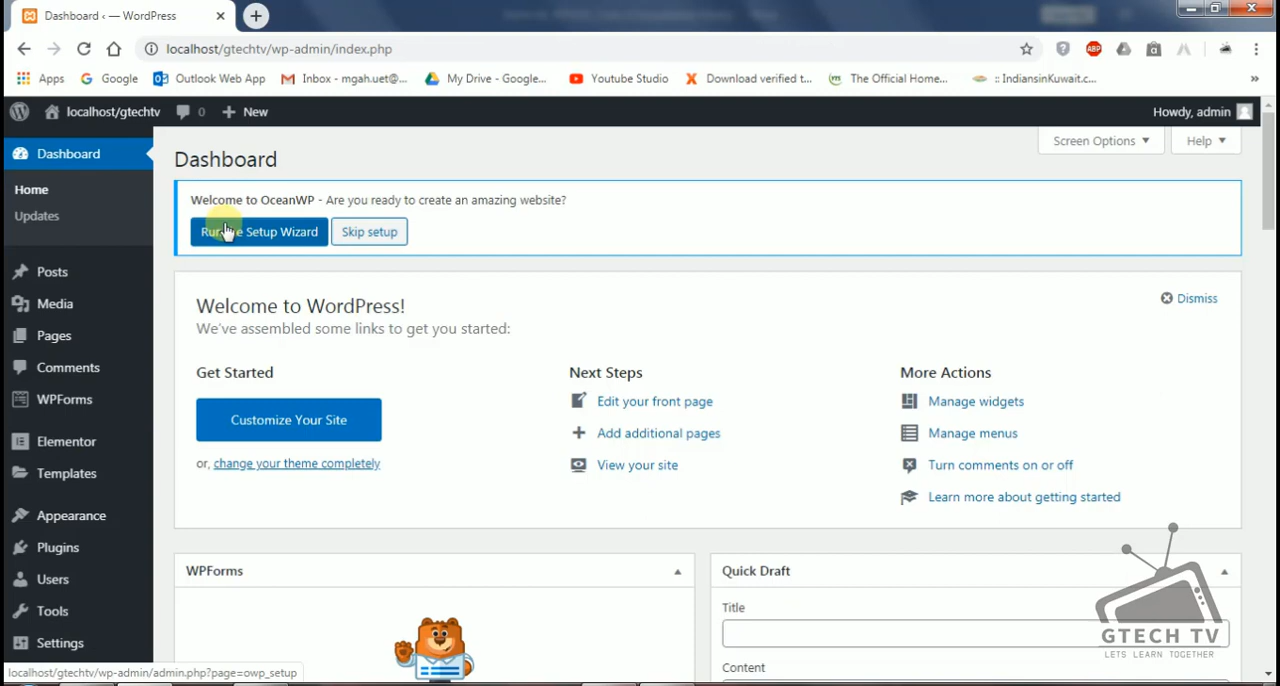 Dashboard ‹ — WordPress
localhost/gtechtv/wp-admin/index.php
Apps
Google
Outlook Web App
Inbox - mgah.uet@...
My Drive - Google...
Youtube Studio
Download verified t...
The Official Home...
:: IndiansinKuwait.c...
»
localhost/gtechtv
0
New
Howdy, admin
Dashboard
Home
Updates
Posts
Media
Pages
Comments
WPForms
Elementor
Templates
Appearance
Plugins
Users
Tools
Settings
Screen Options
Help
Dashboard
Welcome to OceanWP - Are you ready to create an amazing website?
Setup Wizard
Skip setup
Welcome to WordPress!
Dismiss
We've assembled some links to get you started:
Get Started
Customize Your Site
or, change your theme completely
Next Steps
Edit your front page
Add additional pages
View your site
More Actions
Manage widgets
Manage menus
Turn comments on or off
Learn more about getting started
WPForms
Quick Draft
Title
Content
GTECH TV
LETS LEARN TOGETHER
localhost/gtechtv/wp-admin/admin.php?page=owp_setup